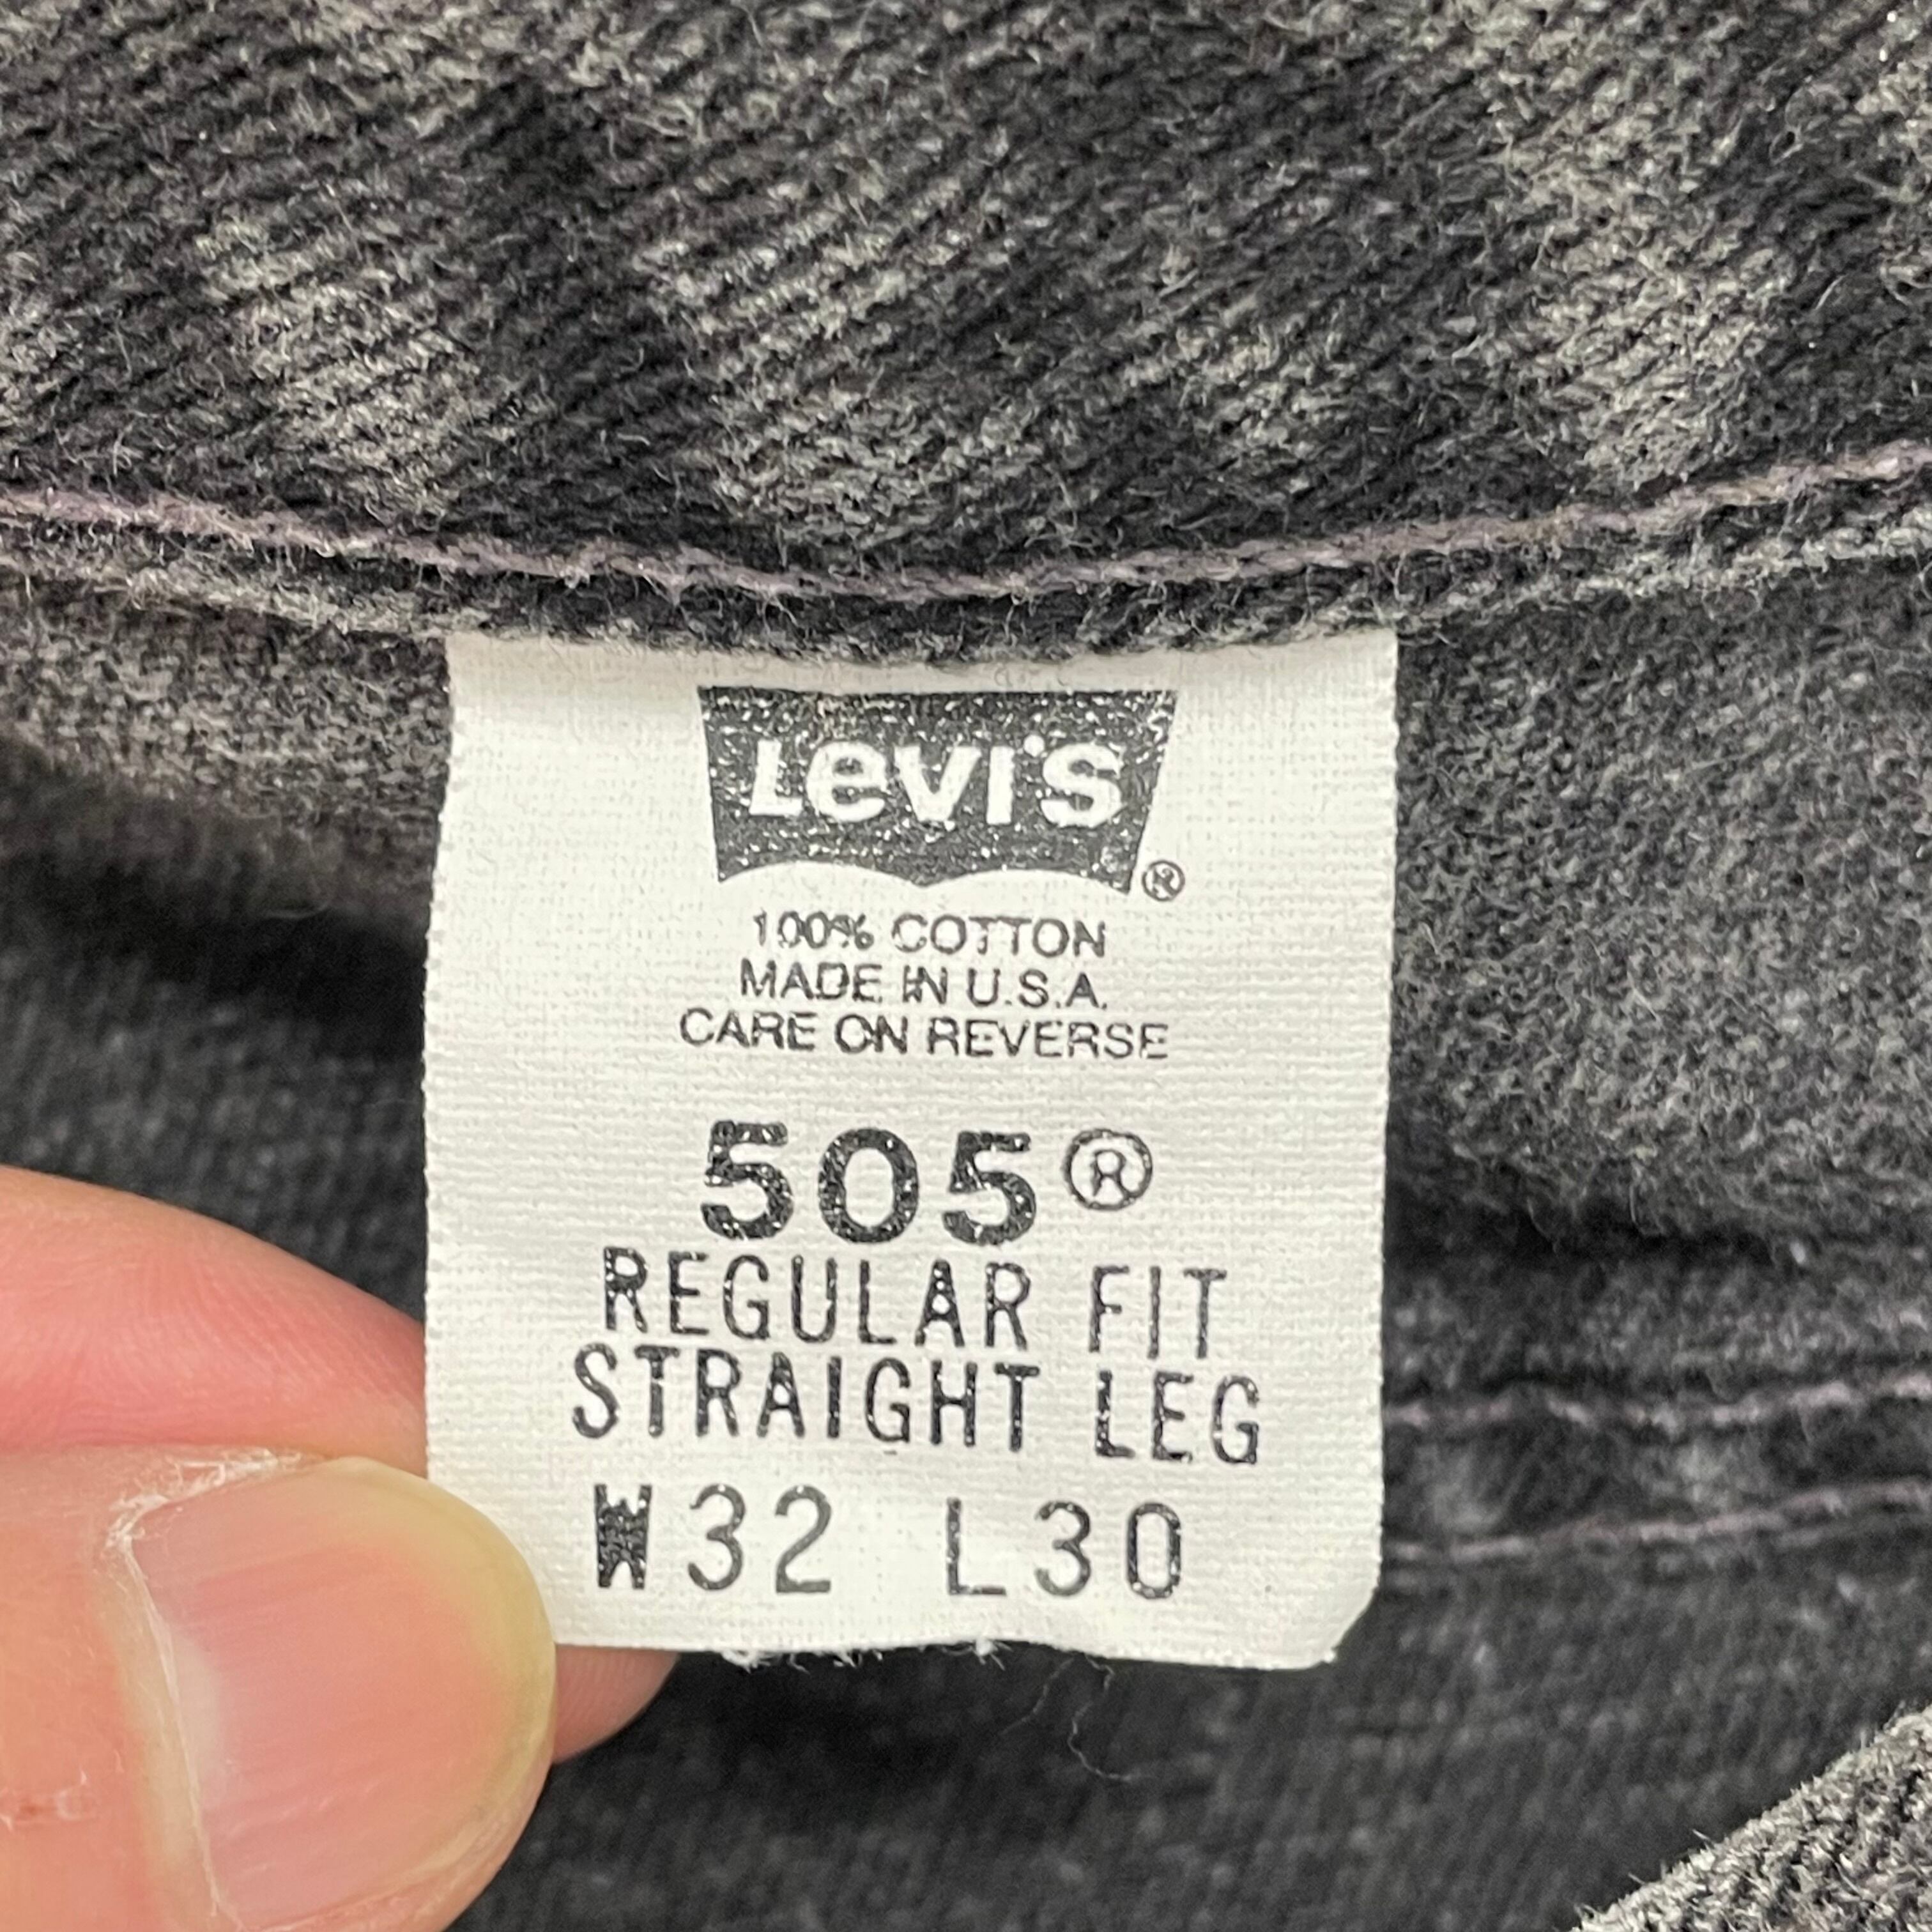 Levi's
®
100% COTTON
MADE IN U.S.A.
CARE ON REVERSE
505®
REGULAR FIT
STRAIGHT LEG
W32 L30